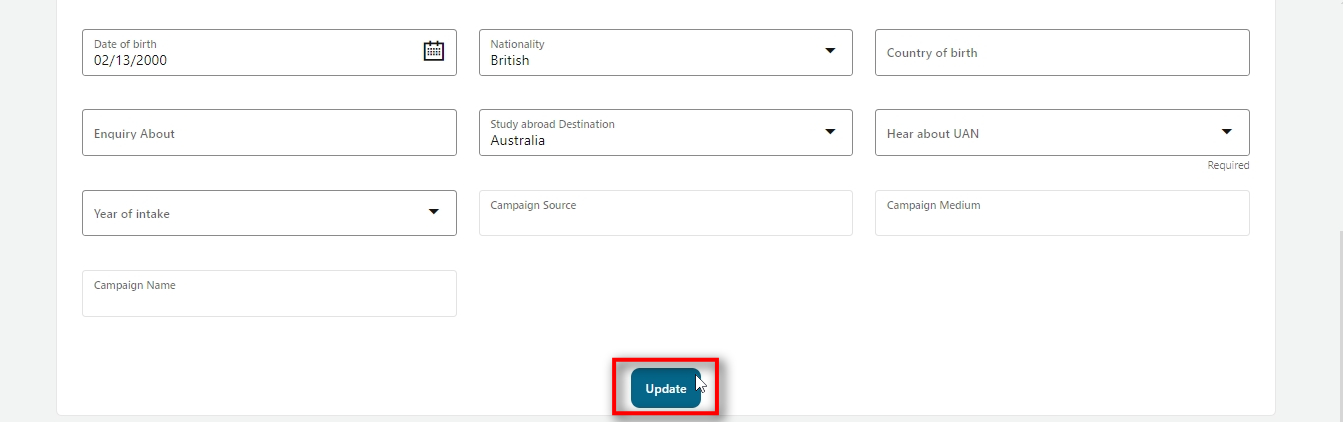 Date of birth
02/13/2000
Nationality
British
Country of birth
Enquiry About
Study abroad Destination
Australia
Hear about UAN
Required
Year of intake
Campaign Source
Campaign Medium
Campaign Name
Update